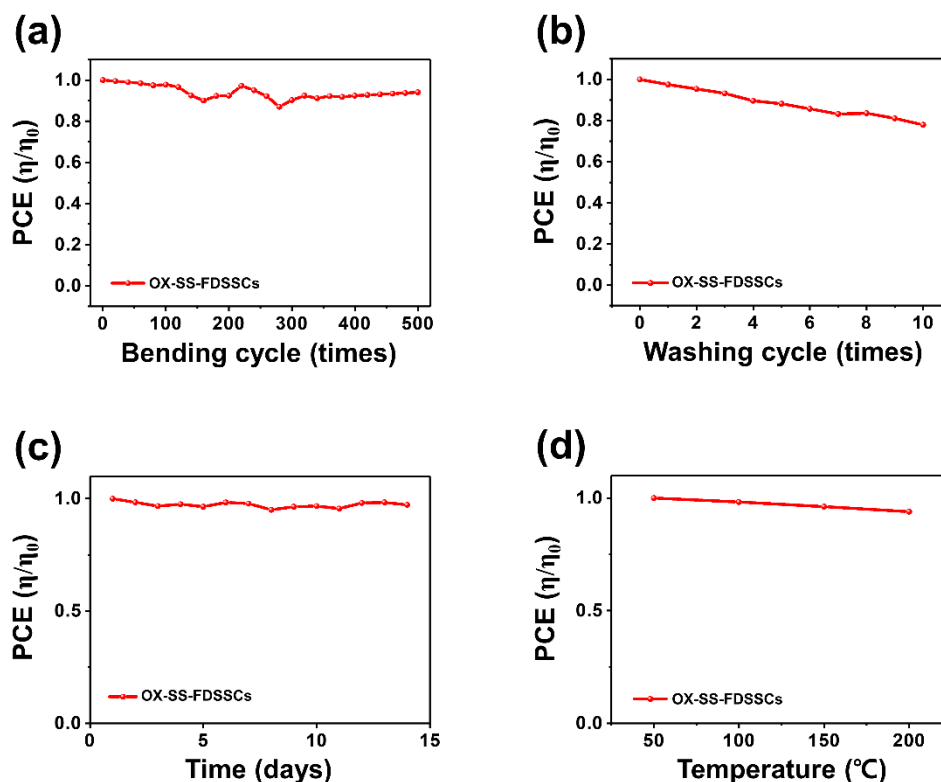 (a)
PCE (η/η₀)
1.0
0.8
0.6
0.4
0.2
0.0
OX-SS-FDSSCs
0 100 200 300 400 500
Bending cycle (times)
(b)
PCE (η/η₀)
1.0
0.8
0.6
0.4
0.2
0.0
OX-SS-FDSSCs
0 2 4 6 8 10
Washing cycle (times)
(c)
PCE (η/η₀)
1.0
0.5
0.0
OX-SS-FDSSCs
0 5 10 15
Time (days)
(d)
PCE (η/η₀)
1.0
0.5
0.0
OX-SS-FDSSCs
50 100 150 200
Temperature (℃)